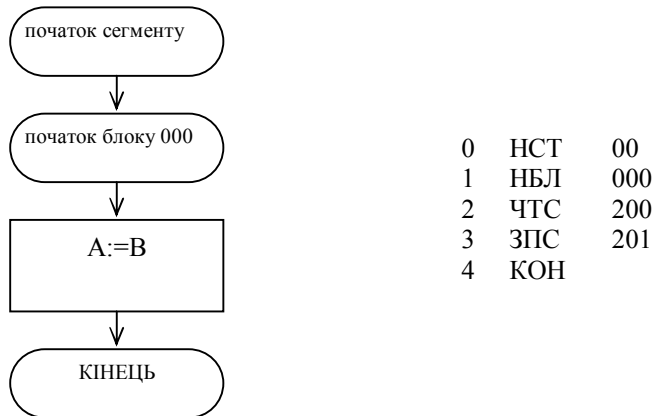 початок сегменту
початок блоку 000
A:=B
КІНЕЦЬ
0 НСТ 00
1 НБЛ 000
2 ЧТС 200
3 ЗПС 201
4 КОН